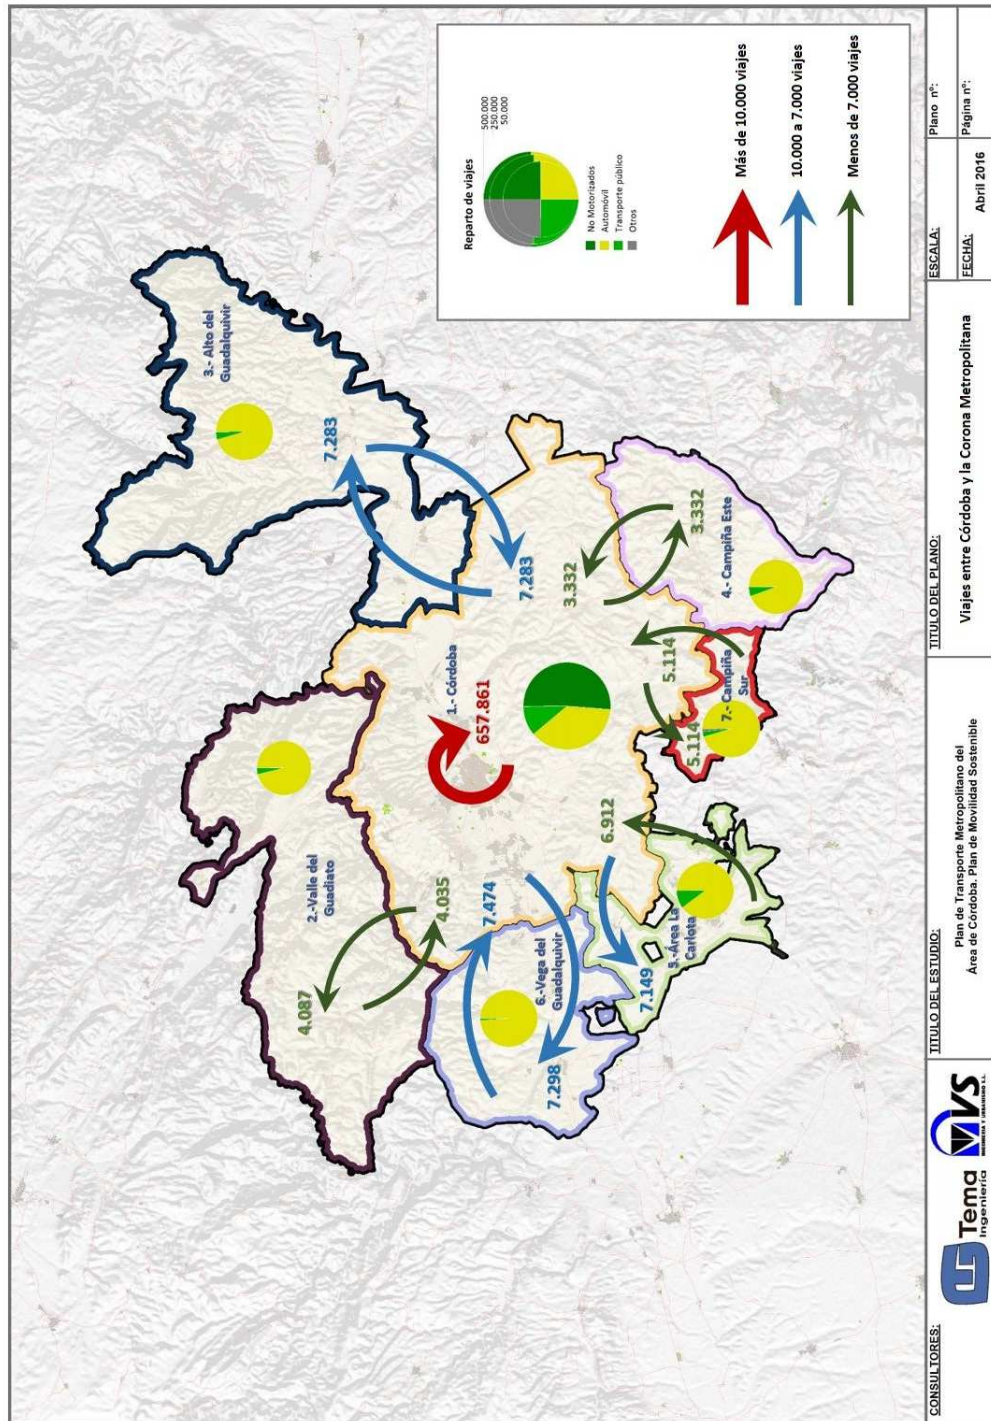 3.- Alto del
Guadalquivir
7.283
7.283
2.-Valle del
Guadiato
4.087
4.035
1.- Córdoba
657.861
7.474
6.-Vega del
Guadalquivir
7.298
3.332
3.332
4.- Campiña Este
5.114
5.114
7.- Campiña
Sur
6.912
7.149
5.-Área La
Carlota
Reparto de viajes
500.000
250.000
50.000
No Motorizados
Automóvil
Transporte público
Otros
Más de 10.000 viajes
10.000 a 7.000 viajes
Menos de 7.000 viajes
CONSULTORES:
Tema
Ingeniería
VS
INGENIERIA Y URBANISMO S.L.
TITULO DEL ESTUDIO:
Plan de Transporte Metropolitano del
Área de Córdoba. Plan de Movilidad Sostenible
TITULO DEL PLANO:
Viajes entre Córdoba y la Corona Metropolitana
ESCALA:
FECHA:
Abril 2016
Plano nº:
Página nº: